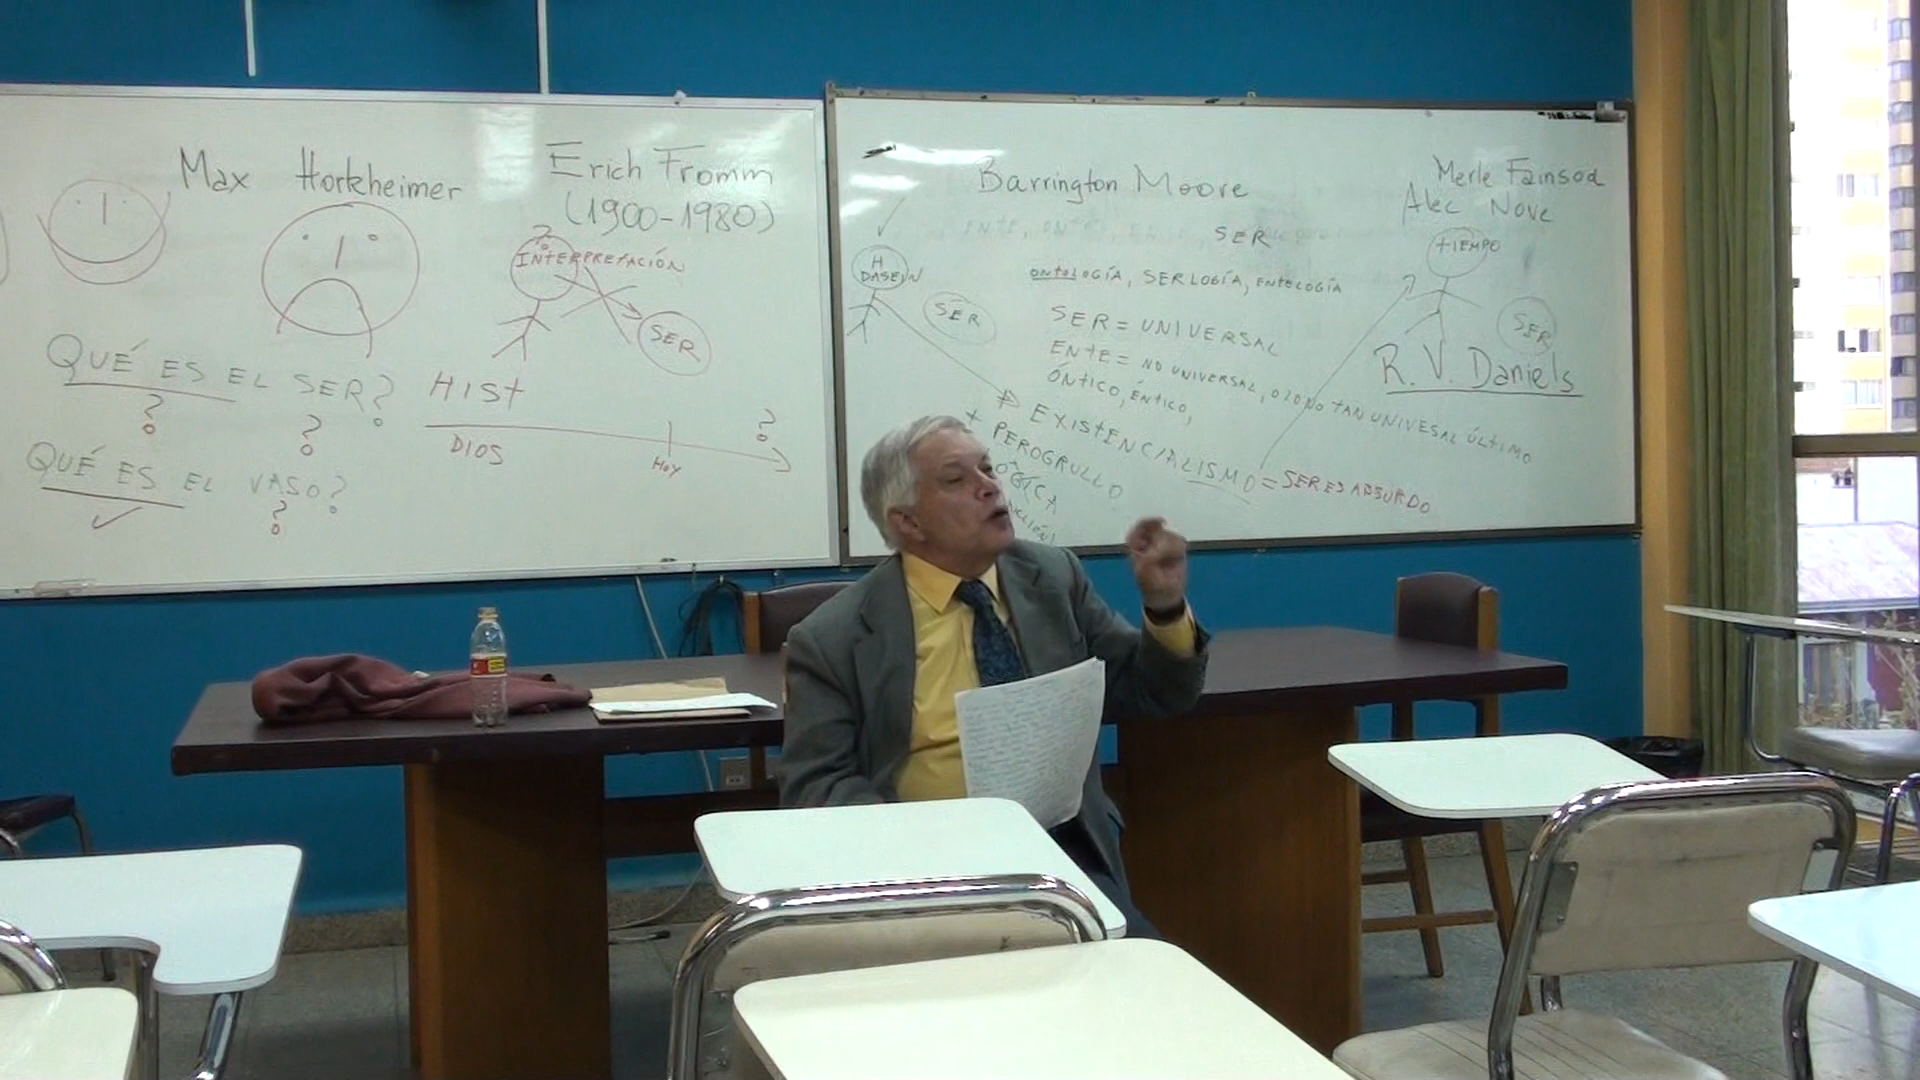 Max Horkheimer
Erich Fromm
(1900-1980)
?
INTERPRETACIÓN
SER
QUÉ ES EL SER?
?
?
HIST
DIOS
HOY
?
QUÉ ES EL VASO?
?
Barrington Moore
Merle Fainsod
Alec Nove
SER
TIEMPO
H
DASEIN
ONTOLOGÍA, SERLOGÍA, ENTELOGÍA
SER
SER = UNIVERSAL
SER
ENTE = NO UNIVERSAL, O NO TAN UNIVESAL ÚLTIMO
R. V. Daniels
ÓNTICO, ÉNTICO,
EXISTENCIALISMO = SER ES ABSURDO
+ PEROGRULLO